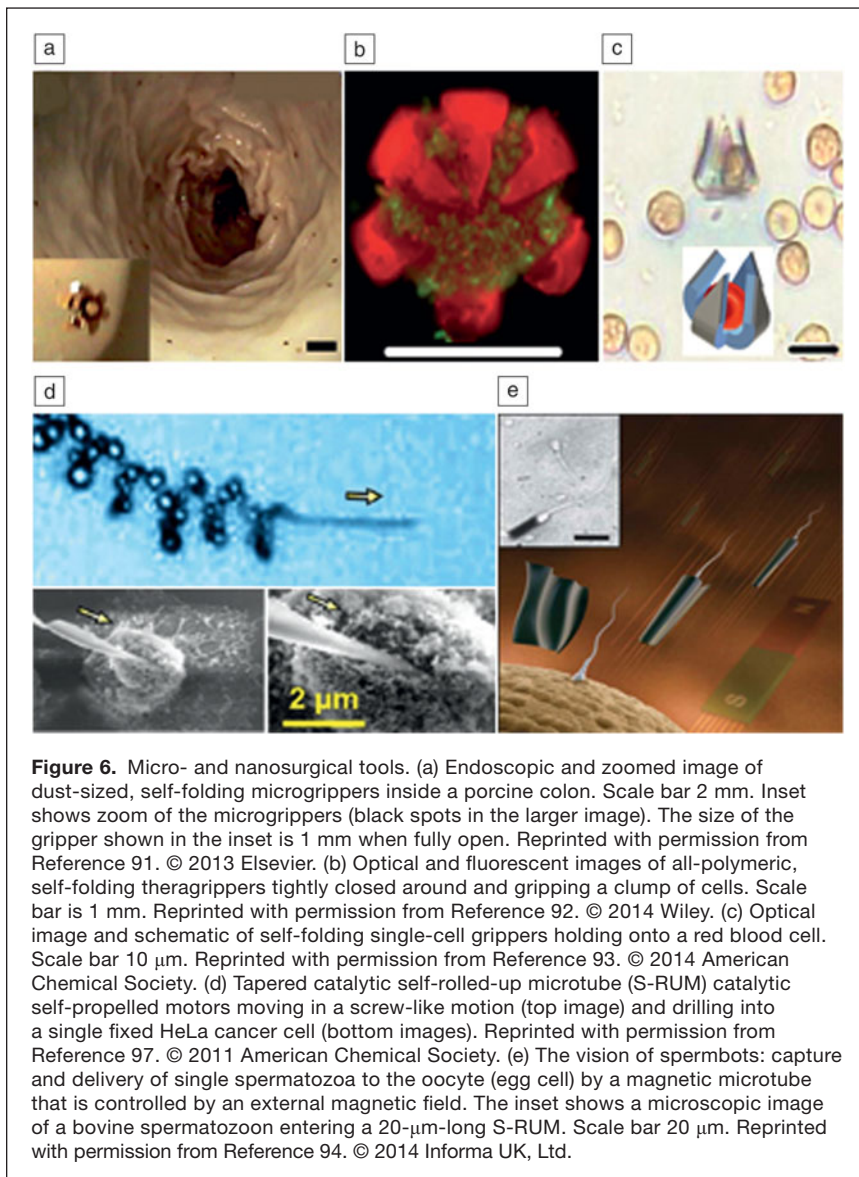 a
b
c
d
e
2 μm
N
S
Figure 6. Micro- and nanosurgical tools. (a) Endoscopic and zoomed image of
dust-sized, self-folding microgrippers inside a porcine colon. Scale bar 2 mm. Inset
shows zoom of the microgrippers (black spots in the larger image). The size of the
gripper shown in the inset is 1 mm when fully open. Reprinted with permission from
Reference 91. © 2013 Elsevier. (b) Optical and fluorescent images of all-polymeric,
self-folding theragrippers tightly closed around and gripping a clump of cells. Scale
bar is 1 mm. Reprinted with permission from Reference 92. © 2014 Wiley. (c) Optical
image and schematic of self-folding single-cell grippers holding onto a red blood cell.
Scale bar 10 μm. Reprinted with permission from Reference 93. © 2014 American
Chemical Society. (d) Tapered catalytic self-rolled-up microtube (S-RUM) catalytic
self-propelled motors moving in a screw-like motion (top image) and drilling into
a single fixed HeLa cancer cell (bottom images). Reprinted with permission from
Reference 97. © 2011 American Chemical Society. (e) The vision of spermbots: capture
and delivery of single spermatozoa to the oocyte (egg cell) by a magnetic microtube
that is controlled by an external magnetic field. The inset shows a microscopic image
of a bovine spermatozoon entering a 20-μm-long S-RUM. Scale bar 20 μm. Reprinted
with permission from Reference 94. © 2014 Informa UK, Ltd.